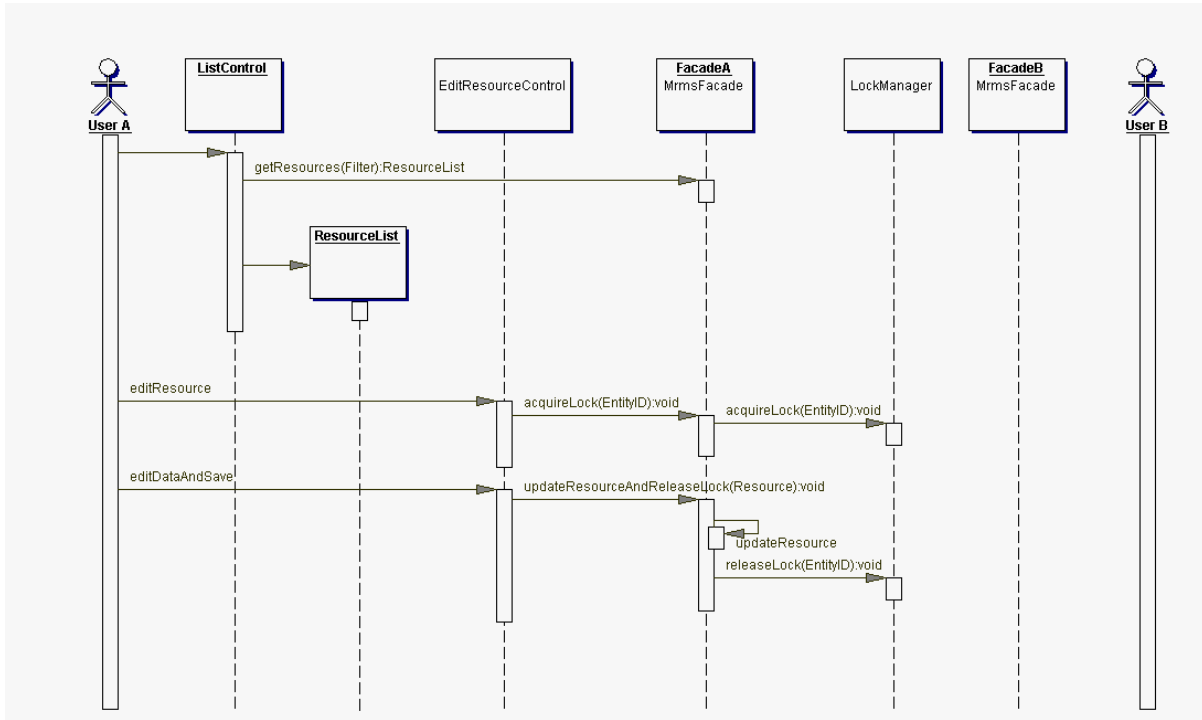 ListControl
EditResourceControl
FacadeA
MrmsFacade
LockManager
FacadeB
MrmsFacade
User A
User B
getResources(Filter):ResourceList
ResourceList
editResource
acquireLock(EntityID):void
acquireLock(EntityID):void
editDataAndSave
updateResourceAndReleaseLock(Resource):void
updateResource
releaseLock(EntityID):void